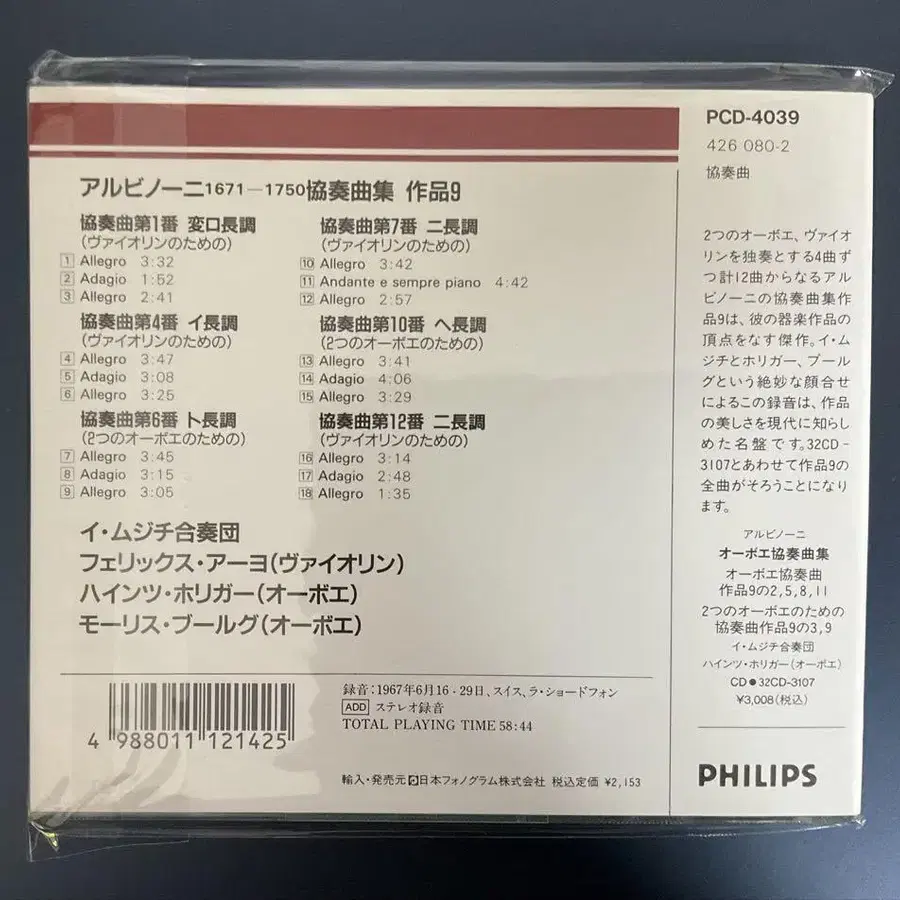 アルビノーニ1671—1750協奏曲集 作品9
協奏曲第1番 変ロ長調
(ヴァイオリンのための)
1 Allegro 3:32
2 Adagio 1:52
3 Allegro 2:41
協奏曲第4番 イ長調
(ヴァイオリンのための)
4 Allegro 3:47
5 Adagio 3:08
6 Allegro 3:25
協奏曲第6番 ト長調
(2つのオーボエのための)
7 Allegro 3:45
8 Adagio 3:15
9 Allegro 3:05
協奏曲第7番 ニ長調
(ヴァイオリンのための)
10 Allegro 3:42
11 Andante e sempre piano 4:42
12 Allegro 2:57
協奏曲第10番 ヘ長調
(2つのオーボエのための)
13 Allegro 3:41
14 Adagio 4:06
15 Allegro 3:29
協奏曲第12番 ニ長調
(ヴァイオリンのための)
16 Allegro 3:14
17 Adagio 2:48
18 Allegro 1:35
イ・ムジチ合奏団
フェリックス・アーヨ(ヴァイオリン)
ハインツ・ホリガー(オーボエ)
モーリス・ブールグ(オーボエ)
4 988011 121425
録音:1967年6月16-29日、スイス、ラ・ショードフォン
ADD ステレオ録音
TOTAL PLAYING TIME 58:44
輸入・発売元 日本フォノグラム株式会社 税込定価 ¥2,153
PCD-4039
426 080-2
協奏曲
2つのオーボエ、ヴァイオ
リンを独奏とする4曲ず
つ計12曲からなるアル
ビノーニの協奏曲集作
品9は、彼の器楽作品の
頂点をなす傑作。イ・ム
ジチとホリガー、ブール
グという絶妙な顔合せ
によるこの録音は、作品
の美しさを現代に知らし
めた名盤です。32CD-
3107とあわせて作品9の
全曲がそろうことになり
ます。
アルビノーニ
オーボエ協奏曲集
オーボエ協奏曲
作品9の2,5,8,11
2つのオーボエのための
協奏曲作品9の3,9
イ・ムジチ合奏団
ハインツ・ホリガー(オーボエ)
CD●32CD-3107
¥3,008(税込)
PHILIPS